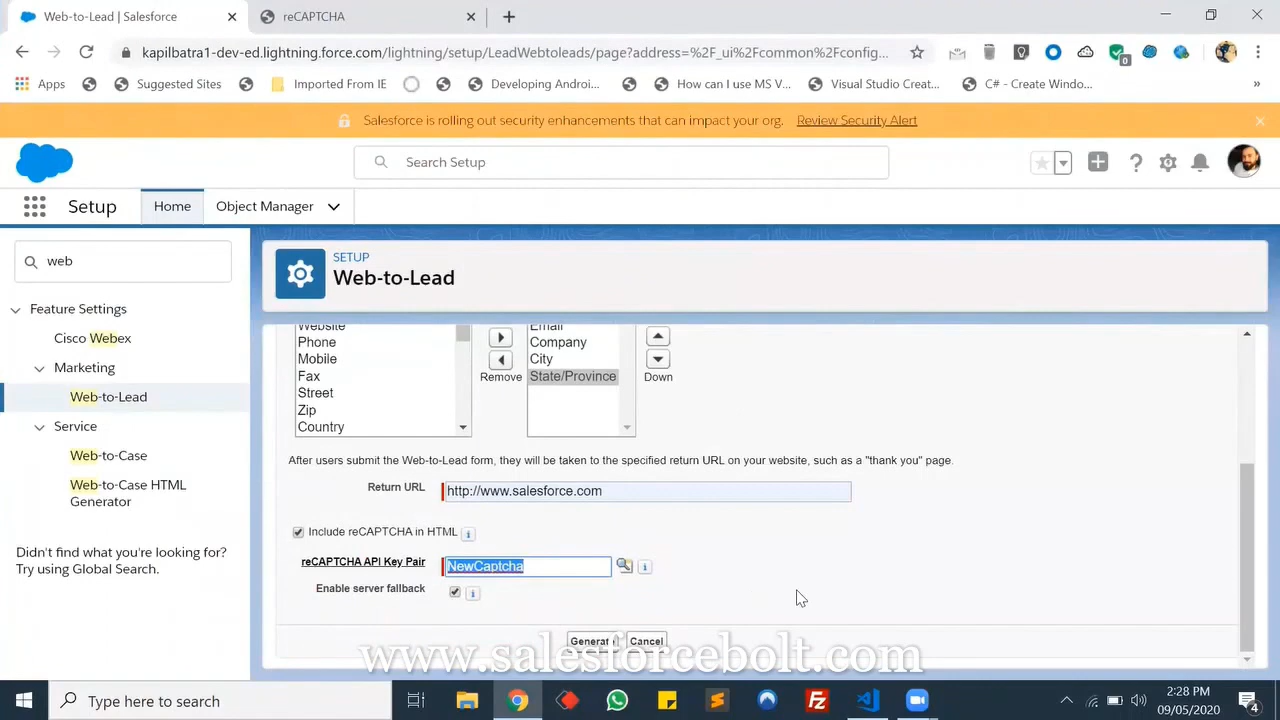 Web-to-Lead | Salesforce
reCAPTCHA
kapilbatra1-dev-ed.lightning.force.com/lightning/setup/LeadWebtoleads/page?address=%2F_ui%2Fcommon%2Fconfig...
Apps
Suggested Sites
Imported From IE
Developing Androi...
How can I use MS V...
Visual Studio Creat...
C# - Create Windo...
»
Salesforce is rolling out security enhancements that can impact your org. Review Security Alert
Search Setup
Setup
Home
Object Manager
web
Feature Settings
Cisco Webex
Marketing
Web-to-Lead
Service
Web-to-Case
Web-to-Case HTML
Generator
Didn't find what you're looking for?
Try using Global Search.
SETUP
Web-to-Lead
Website
Phone
Mobile
Fax
Street
Zip
Country
Remove
Email
Company
City
State/Province
Down
After users submit the Web-to-Lead form, they will be taken to the specified return URL on your website, such as a "thank you" page.
Return URL
http://www.salesforce.com
Include reCAPTCHA in HTML
reCAPTCHA API Key Pair
NewCaptcha
Enable server fallback
Generate
Cancel
www.salesforcebolt.com
Type here to search
2:28 PM
09/05/2020
4